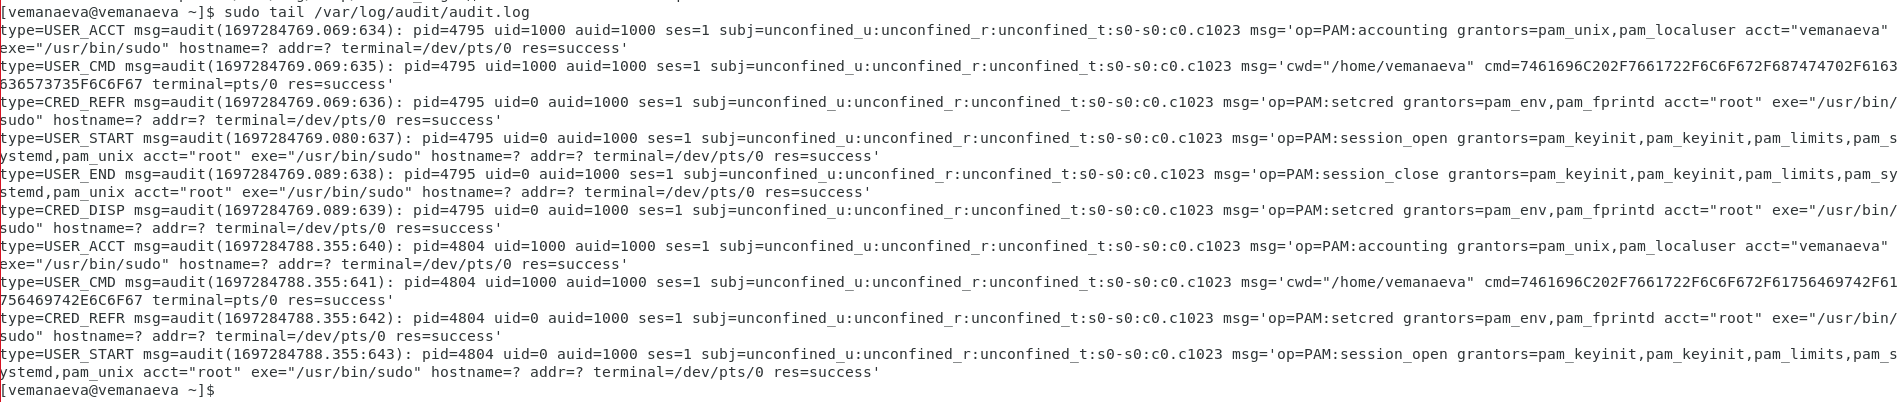 [vemanaeva@vemanaeva ~]$ sudo tail /var/log/audit/audit.log
type=USER_ACCT msg=audit(1697284769.069:634): pid=4795 uid=1000 auid=1000 ses=1 subj=unconfined_u:unconfined_r:unconfined_t:s0-s0:c0.c1023 msg='op=PAM:accounting grantors=pam_unix,pam_localuser acct="vemanaeva"
exe="/usr/bin/sudo" hostname=? addr=? terminal=/dev/pts/0 res=success'
type=USER_CMD msg=audit(1697284769.069:635): pid=4795 uid=1000 auid=1000 ses=1 subj=unconfined_u:unconfined_r:unconfined_t:s0-s0:c0.c1023 msg='cwd="/home/vemanaeva" cmd=7461696C202F7661722F6C6F672F687474702F6163
636573735F6C6F67 terminal=pts/0 res=success'
type=CRED_REFR msg=audit(1697284769.069:636): pid=4795 uid=0 auid=1000 ses=1 subj=unconfined_u:unconfined_r:unconfined_t:s0-s0:c0.c1023 msg='op=PAM:setcred grantors=pam_env,pam_fprintd acct="root" exe="/usr/bin/
sudo" hostname=? addr=? terminal=/dev/pts/0 res=success'
type=USER_START msg=audit(1697284769.080:637): pid=4795 uid=0 auid=1000 ses=1 subj=unconfined_u:unconfined_r:unconfined_t:s0-s0:c0.c1023 msg='op=PAM:session_open grantors=pam_keyinit,pam_keyinit,pam_limits,pam_s
ystemd,pam_unix acct="root" exe="/usr/bin/sudo" hostname=? addr=? terminal=/dev/pts/0 res=success'
type=USER_END msg=audit(1697284769.089:638): pid=4795 uid=0 auid=1000 ses=1 subj=unconfined_u:unconfined_r:unconfined_t:s0-s0:c0.c1023 msg='op=PAM:session_close grantors=pam_keyinit,pam_keyinit,pam_limits,pam_sy
stemd,pam_unix acct="root" exe="/usr/bin/sudo" hostname=? addr=? terminal=/dev/pts/0 res=success'
type=CRED_DISP msg=audit(1697284769.089:639): pid=4795 uid=0 auid=1000 ses=1 subj=unconfined_u:unconfined_r:unconfined_t:s0-s0:c0.c1023 msg='op=PAM:setcred grantors=pam_env,pam_fprintd acct="root" exe="/usr/bin/
sudo" hostname=? addr=? terminal=/dev/pts/0 res=success'
type=USER_ACCT msg=audit(1697284788.355:640): pid=4804 uid=1000 auid=1000 ses=1 subj=unconfined_u:unconfined_r:unconfined_t:s0-s0:c0.c1023 msg='op=PAM:accounting grantors=pam_unix,pam_localuser acct="vemanaeva"
exe="/usr/bin/sudo" hostname=? addr=? terminal=/dev/pts/0 res=success'
type=USER_CMD msg=audit(1697284788.355:641): pid=4804 uid=1000 auid=1000 ses=1 subj=unconfined_u:unconfined_r:unconfined_t:s0-s0:c0.c1023 msg='cwd="/home/vemanaeva" cmd=7461696C202F7661722F6C6F672F61756469742F61
756469742E6C6F67 terminal=pts/0 res=success'
type=CRED_REFR msg=audit(1697284788.355:642): pid=4804 uid=0 auid=1000 ses=1 subj=unconfined_u:unconfined_r:unconfined_t:s0-s0:c0.c1023 msg='op=PAM:setcred grantors=pam_env,pam_fprintd acct="root" exe="/usr/bin/
sudo" hostname=? addr=? terminal=/dev/pts/0 res=success'
type=USER_START msg=audit(1697284788.355:643): pid=4804 uid=0 auid=1000 ses=1 subj=unconfined_u:unconfined_r:unconfined_t:s0-s0:c0.c1023 msg='op=PAM:session_open grantors=pam_keyinit,pam_keyinit,pam_limits,pam_s
ystemd,pam_unix acct="root" exe="/usr/bin/sudo" hostname=? addr=? terminal=/dev/pts/0 res=success'
[vemanaeva@vemanaeva ~]$